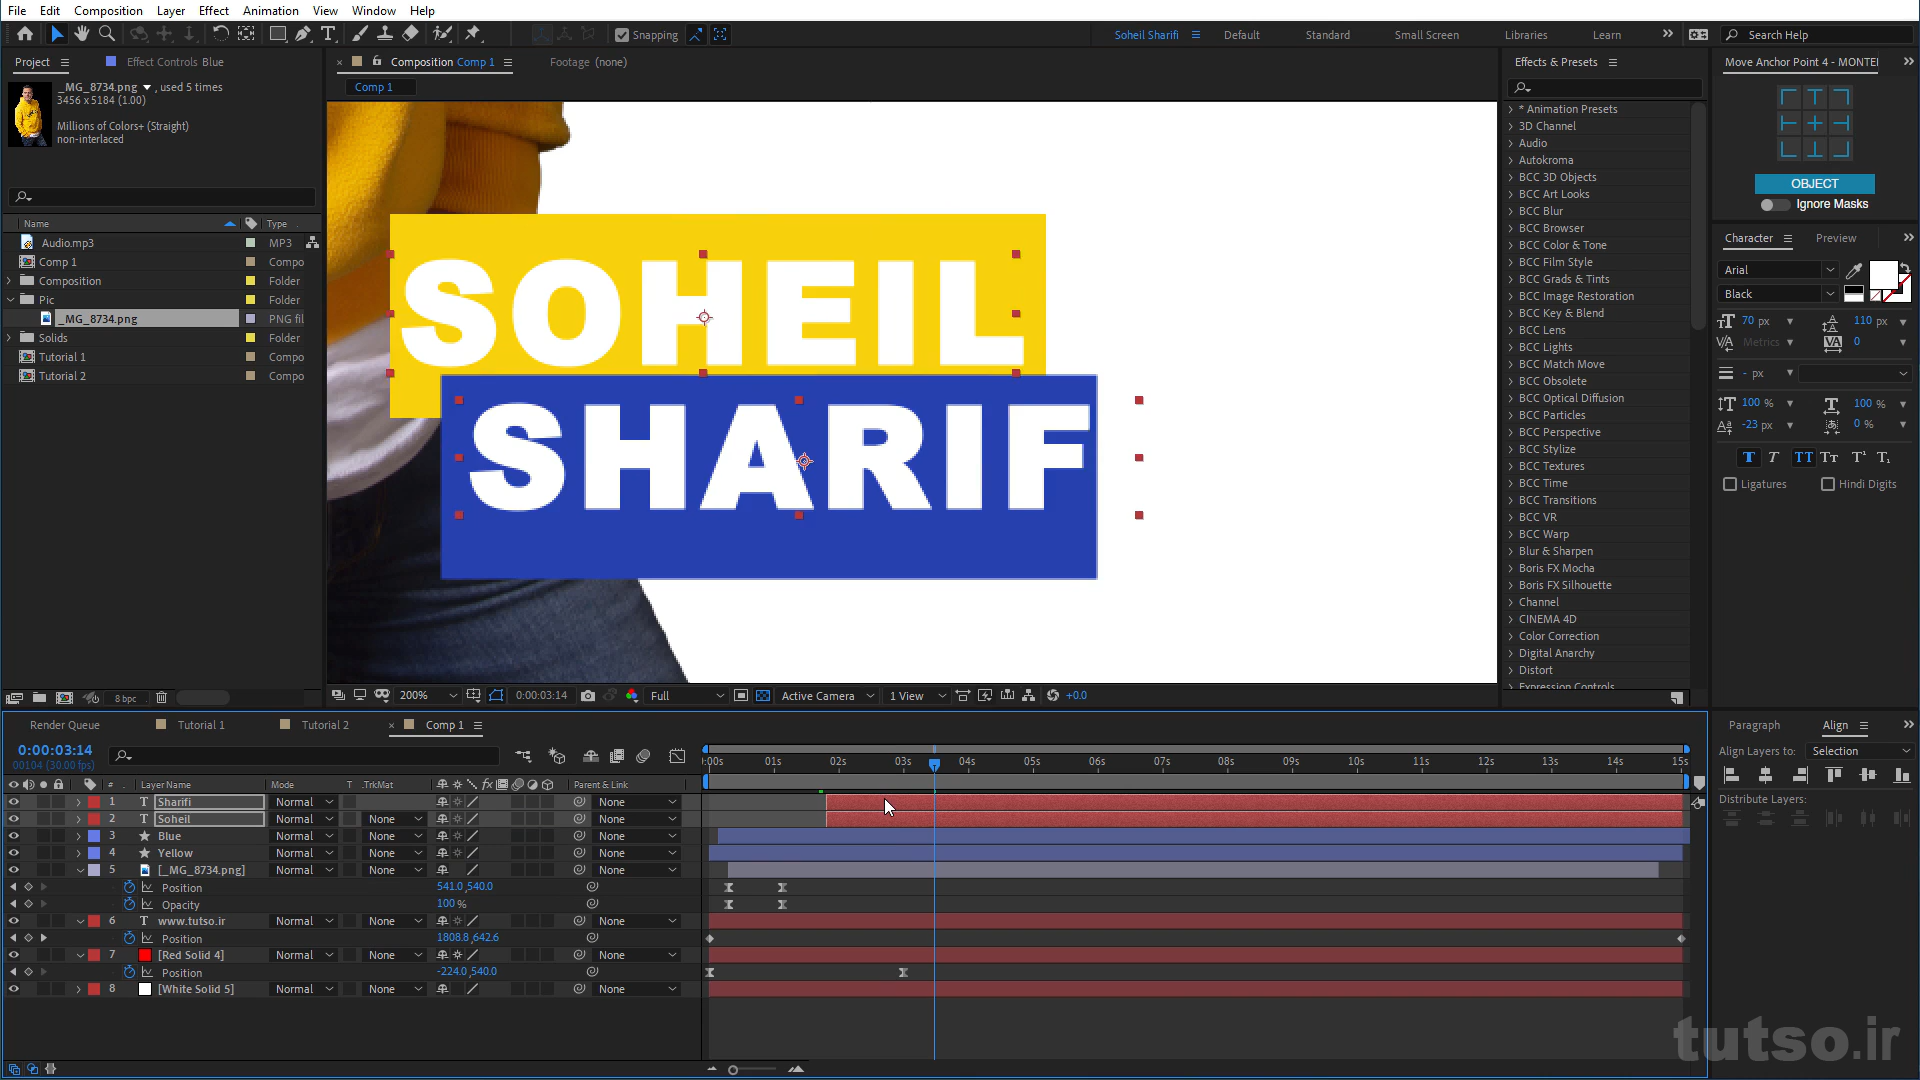 File Edit Composition Layer Effect Animation View Window Help
Snapping Soheil Sharifi Default Standard Small Screen Libraries Learn Search Help
Project Effect Controls Blue
_MG_8734.png , used 5 times
3456 x 5184 (1.00)
Millions of Colors+ (Straight)
non-interlaced
Name Type
Audio.mp3 MP3
Comp 1 Compo
Composition Folder
Pic Folder
_MG_8734.png PNG fil
Solids Folder
Tutorial 1 Compo
Tutorial 2 Compo
8 bpc
Composition Comp 1 Footage (none)
Comp 1
SOHEIL
SHARIF
200% 0:00:03:14 Full Active Camera 1 View +0.0
Effects & Presets
* Animation Presets
3D Channel
Audio
Autokroma
BCC 3D Objects
BCC Art Looks
BCC Blur
BCC Browser
BCC Color & Tone
BCC Film Style
BCC Grads & Tints
BCC Image Restoration
BCC Key & Blend
BCC Lens
BCC Lights
BCC Match Move
BCC Obsolete
BCC Optical Diffusion
BCC Particles
BCC Perspective
BCC Stylize
BCC Textures
BCC Time
BCC Transitions
BCC VR
BCC Warp
Blur & Sharpen
Boris FX Mocha
Boris FX Silhouette
Channel
CINEMA 4D
Color Correction
Digital Anarchy
Distort
Expression Controls
Move Anchor Point 4 - MONTE
OBJECT
Ignore Masks
Character Preview
Arial
Black
70 px 110 px
Metrics 0
- px
100 % 100 %
-23 px 0 %
T T TT Tт T¹ T₁
Ligatures Hindi Digits
Render Queue Tutorial 1 Tutorial 2 Comp 1
0:00:03:14
00104 (30.00 fps)
:00s 01s 02s 03s 04s 05s 06s 07s 08s 09s 10s 11s 12s 13s 14s 15s
# Layer Name Mode T .TrkMat Parent & Link
1 T Sharifi Normal None
2 T Soheil Normal None None
3 Blue Normal None None
4 Yellow Normal None None
5 [_MG_8734.png] Normal None None
Position 541.0,540.0
Opacity 100%
6 T www.tutso.ir Normal None None
Position 1808.8,642.6
7 [Red Solid 4] Normal None None
Position -224.0,540.0
8 [White Solid 5] Normal None None
Paragraph Align
Align Layers to: Selection
Distribute Layers:
tutso.ir